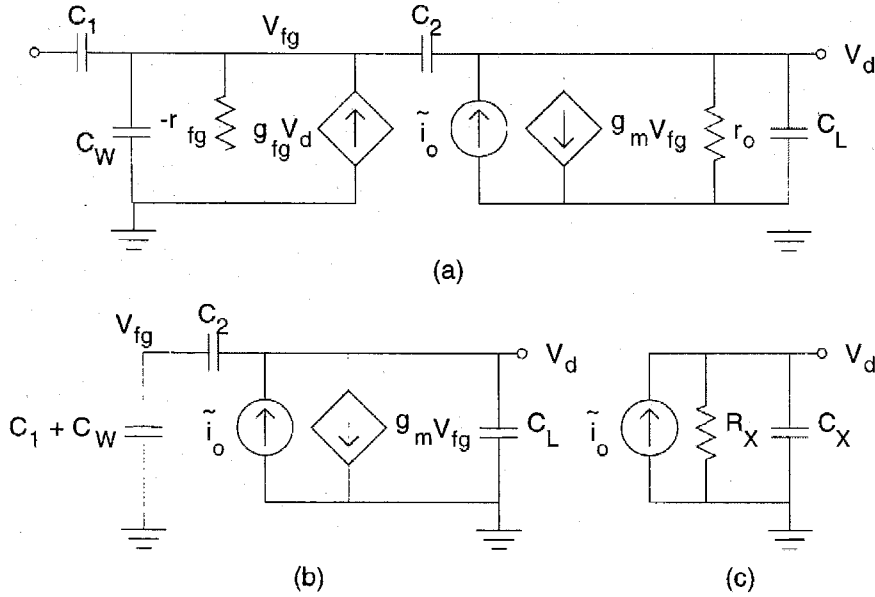 C1
Vfg
C2
Vd
CW
-rfg
gfgVd
ĩo
gmVfg
ro
CL
(a)
Vfg
C2
Vd
C1 + CW
ĩo
gmVfg
CL
(b)
Vd
ĩo
RX
CX
(c)